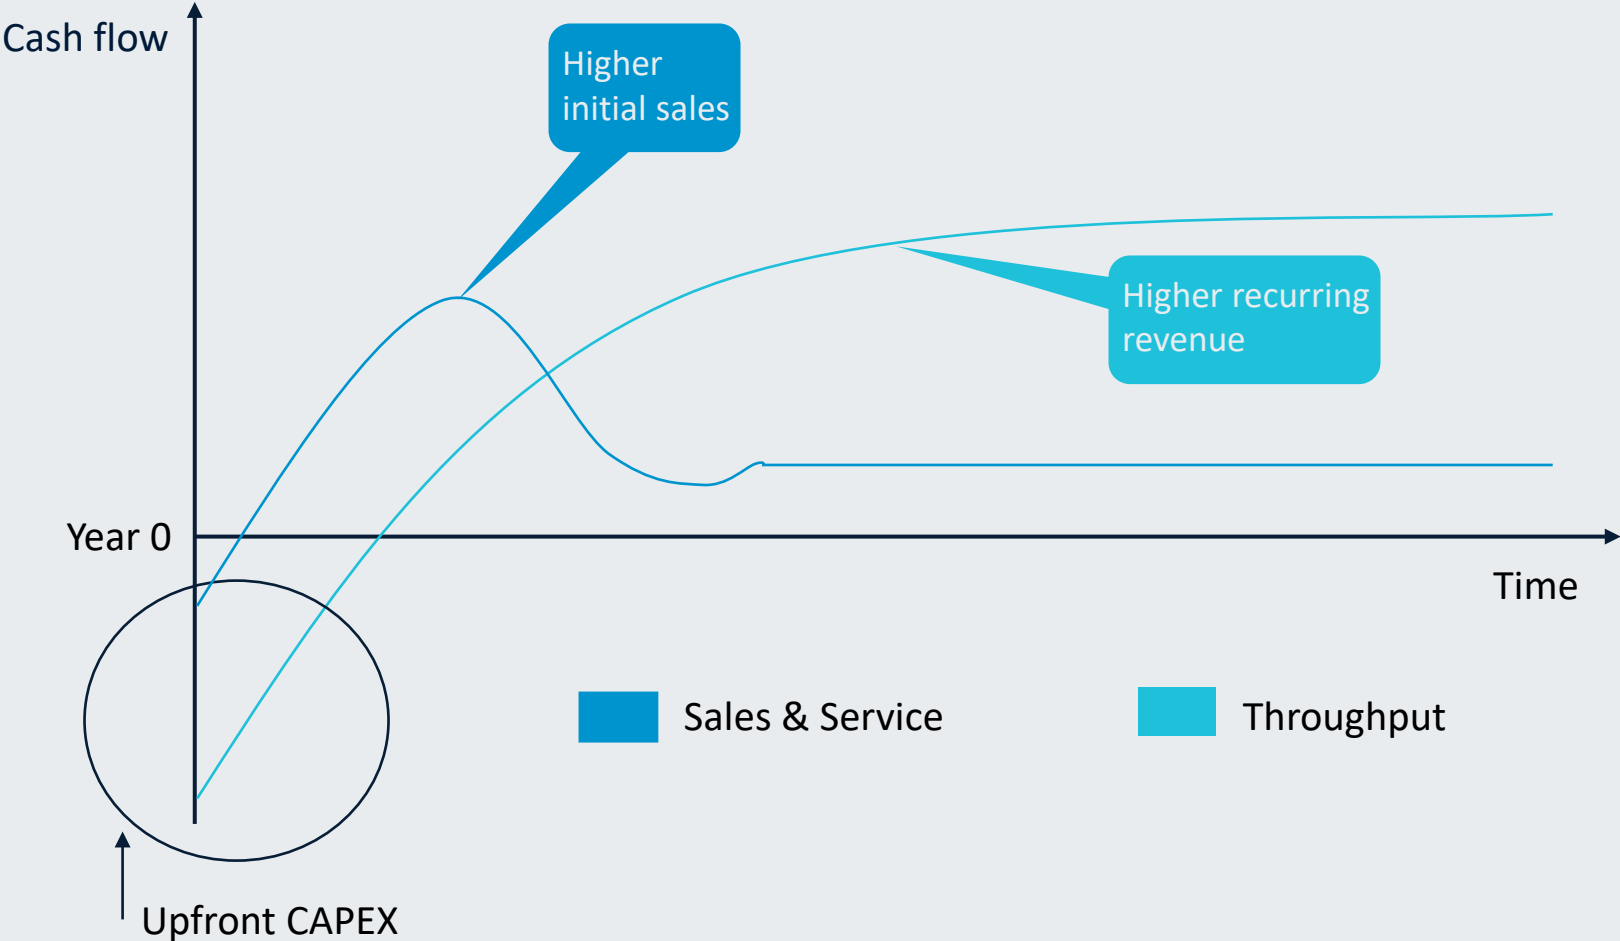 Cash flow
Higher
initial sales
Higher recurring
revenue
Year 0
Time
Sales & Service
Throughput
Upfront CAPEX